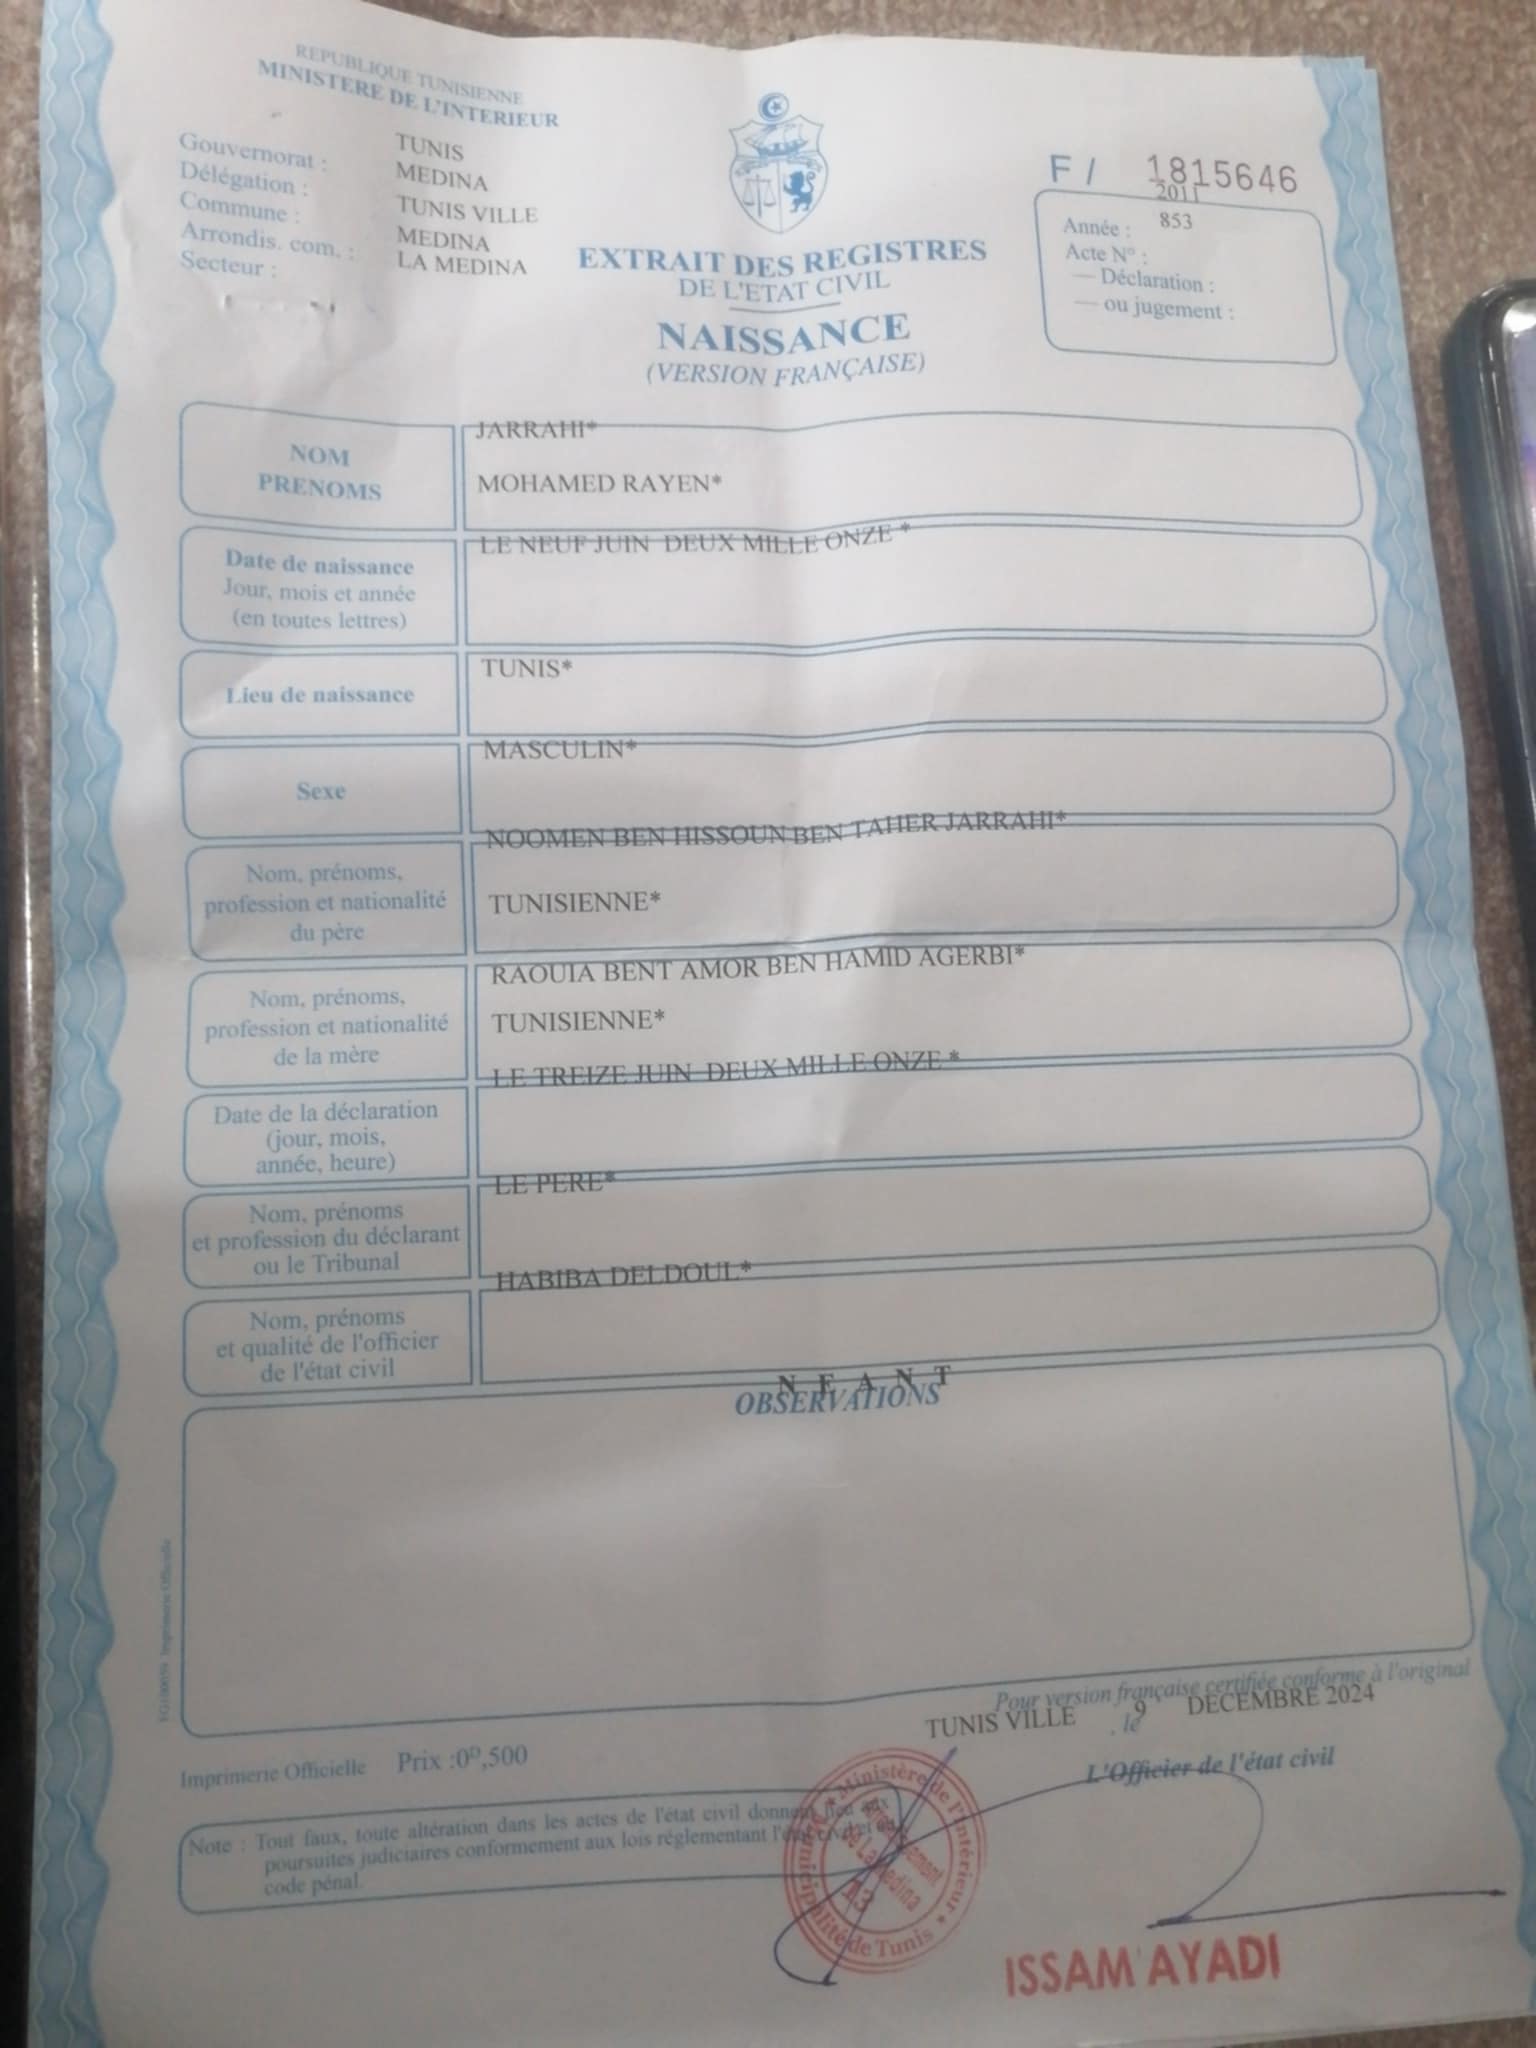 REPUBLIQUE TUNISIENNE
MINISTERE DE L'INTERIEUR
Gouvernorat : TUNIS
Délégation : MEDINA
Commune : TUNIS VILLE
Arrondis. com. : MEDINA
Secteur : LA MEDINA
EXTRAIT DES REGISTRES
DE L'ETAT CIVIL
NAISSANCE
(VERSION FRANÇAISE)
F / 1815646
2011
Année : 853
Acte N° :
— Déclaration :
— ou jugement :
NOM
PRENOMS
JARRAHI*
MOHAMED RAYEN*
Date de naissance
Jour, mois et année
(en toutes lettres)
LE NEUF JUIN DEUX MILLE ONZE *
Lieu de naissance
TUNIS*
Sexe
MASCULIN*
Nom, prénoms,
profession et nationalité
du père
NOOMEN BEN HISSOUN BEN TAHER JARRAHI*
TUNISIENNE*
Nom, prénoms,
profession et nationalité
de la mère
RAOUIA BENT AMOR BEN HAMID AGERBI*
TUNISIENNE*
Date de la déclaration
(jour, mois,
année, heure)
LE TREIZE JUIN DEUX MILLE ONZE *
Nom, prénoms
et profession du déclarant
ou le Tribunal
LE PERE*
Nom, prénoms
et qualité de l'officier
de l'état civil
HABIBA DELDOUL*
N E A N T
OBSERVATIONS
Imprimerie Officielle
Pour version française certifiée conforme à l'original
TUNIS VILLE , le 9 DECEMBRE 2024
L'Officier de l'état civil
Imprimerie Officielle Prix :0D,500
Note : Tout faux, toute altération dans les actes de l'état civil donnent lieu aux
poursuites judiciaires conformement aux lois réglementant l'état civil et au
code pénal.
Ministère de l'Intérieur
Municipalité de Tunis
La Medina
13
ISSAM AYADI